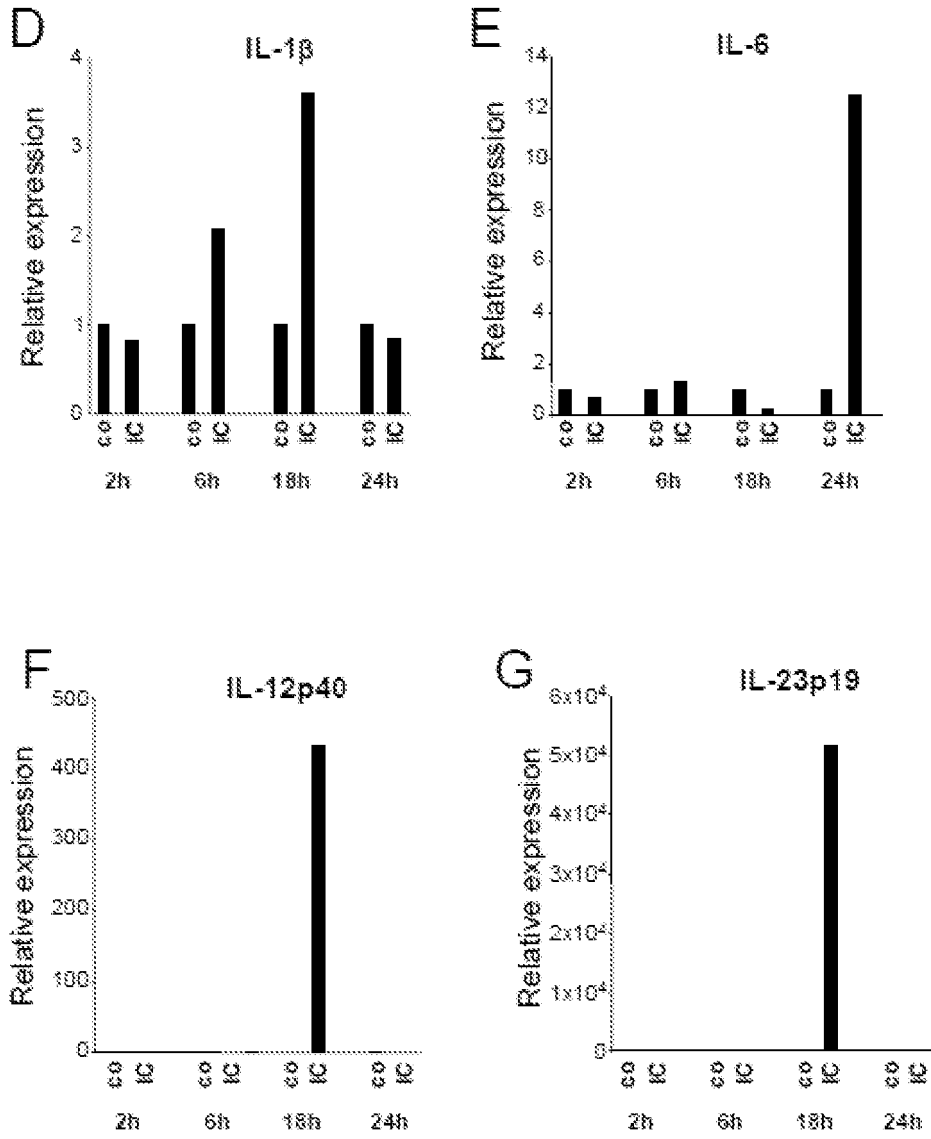 D
IL-1β
Relative expression
4
3
2
1
0
co IC co IC co IC co IC
2h 6h 18h 24h
E
IL-6
Relative expression
14
12
10
8
6
4
2
0
co IC co IC co IC co IC
2h 6h 18h 24h
F
IL-12p40
Relative expression
500
400
300
200
100
0
co IC co IC co IC co IC
2h 6h 18h 24h
G
IL-23p19
Relative expression
6x10⁴
5x10⁴
4x10⁴
3x10⁴
2x10⁴
1x10⁴
0
co IC co IC co IC co IC
2h 6h 18h 24h